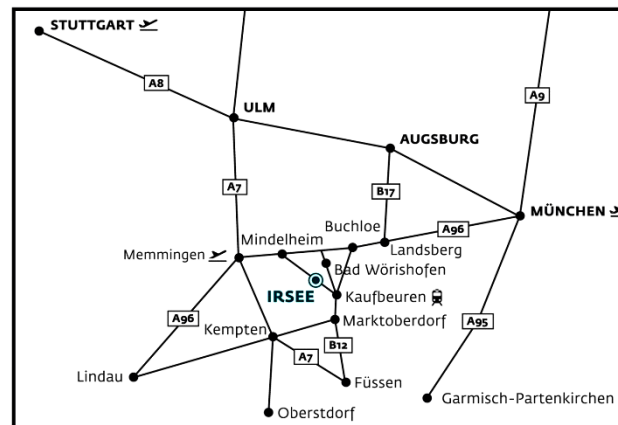 STUTTGART
A8
A9
ULM
AUGSBURG
A7
B17
MÜNCHEN
Buchloe
A96
Mindelheim
Landsberg
Memmingen
Bad Wörishofen
IRSEE
Kaufbeuren
A96
Marktoberdorf
A95
Kempten
B12
A7
Lindau
Füssen
Garmisch-Partenkirchen
Oberstdorf